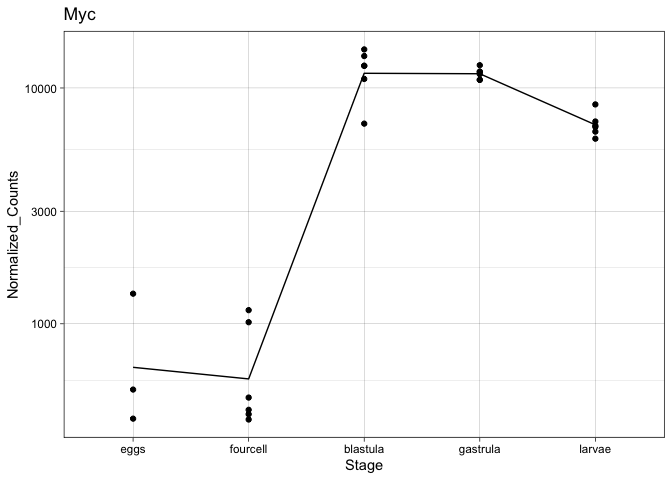 Myc
Normalized_Counts
10000
3000
1000
eggs
fourcell
blastula
gastrula
larvae
Stage